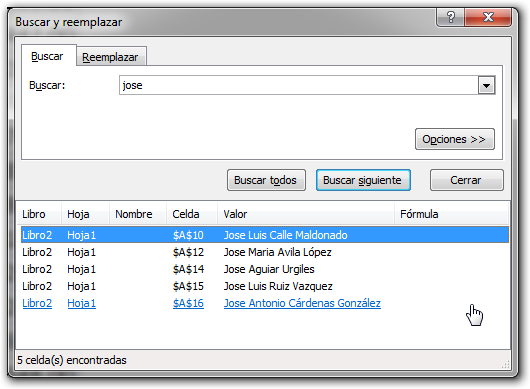 Buscar y reemplazar
Buscar Reemplazar
Buscar: jose
Opciones >>
Buscar todos Buscar siguiente Cerrar
Libro Hoja Nombre Celda Valor Fórmula
Libro2 Hoja1 $A$10 Jose Luis Calle Maldonado
Libro2 Hoja1 $A$12 Jose Maria Avila López
Libro2 Hoja1 $A$14 Jose Aguiar Urgiles
Libro2 Hoja1 $A$15 Jose Luis Ruiz Vazquez
Libro2 Hoja1 $A$16 Jose Antonio Cárdenas González
5 celda(s) encontradas